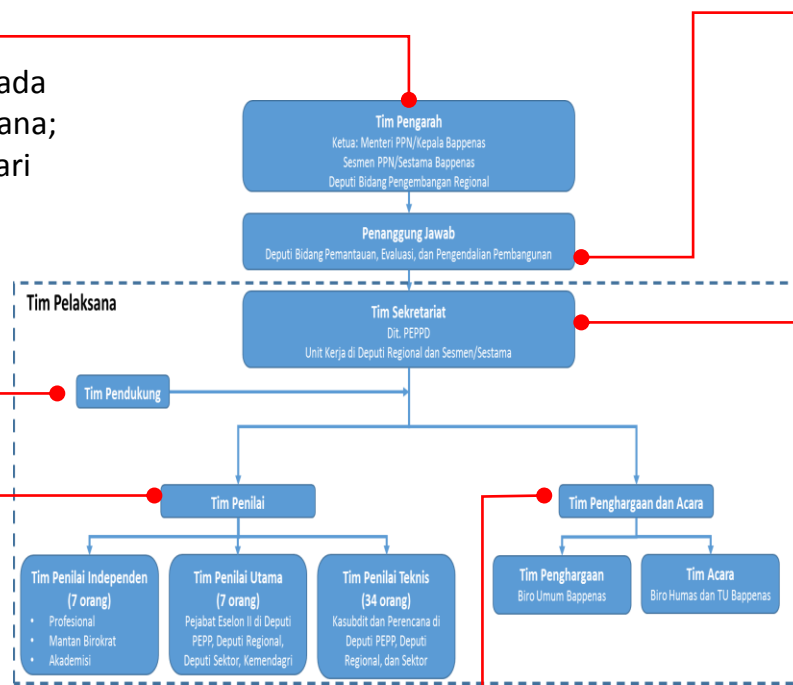 ada
ana;
ari
Tim Pengarah
Ketua: Menteri PPN/Kepala Bappenas
Sesmen PPN/Sestama Bappenas
Deputi Bidang Pengembangan Regional
Penanggung Jawab
Deputi Bidang Pemantauan, Evaluasi, dan Pengendalian Pembangunan
Tim Pelaksana
Tim Sekretariat
Dit. PEPPD
Unit Kerja di Deputi Regional dan Sesmen/Sestama
Tim Pendukung
Tim Penilai
Tim Penghargaan dan Acara
Tim Penilai Independen
(7 orang)
• Profesional
• Mantan Birokrat
• Akademisi
Tim Penilai Utama
(7 orang)
Pejabat Eselon II di Deputi
PEPP, Deputi Regional,
Deputi Sektor, Kemendagri
Tim Penilai Teknis
(34 orang)
Kasubdit dan Perencana di
Deputi PEPP, Deputi
Regional, dan Sektor
Tim Penghargaan
Biro Umum Bappenas
Tim Acara
Biro Humas dan TU Bappenas